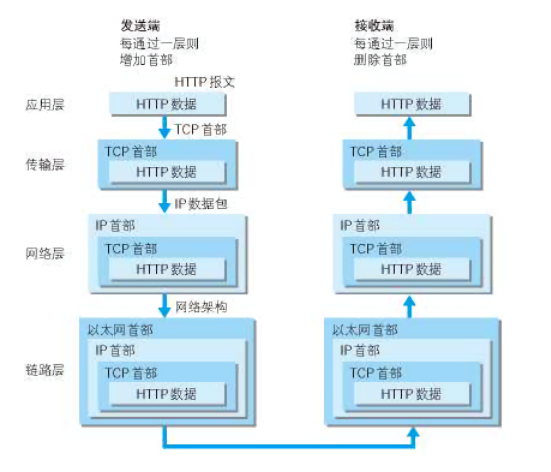 发送端
每通过一层则
增加首部
接收端
每通过一层则
删除首部
HTTP 报文
应用层
HTTP 数据
HTTP 数据
TCP 首部
传输层
TCP 首部
HTTP 数据
TCP 首部
HTTP 数据
IP 数据包
网络层
IP 首部
TCP 首部
HTTP 数据
IP 首部
TCP 首部
HTTP 数据
网络架构
链路层
以太网首部
IP 首部
TCP 首部
HTTP 数据
以太网首部
IP 首部
TCP 首部
HTTP 数据